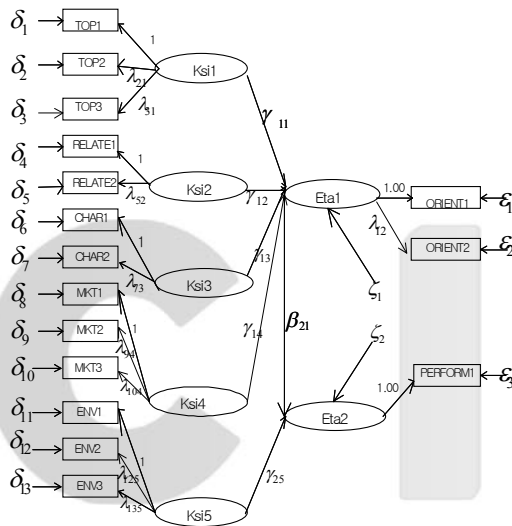 δ1 TOP1
1
δ2 TOP2
λ21
Ksi1
δ3 TOP3
λ31
γ11
δ4 RELATE1
1
δ5 RELATE2
λ52
Ksi2
γ12
Eta1
1.00
ORIENT1
ε1
δ6 CHAR1
1
λ12
ORIENT2
ε2
δ7 CHAR2
λ73
Ksi3
γ13
δ8 MKT1
1
ζ1
δ9 MKT2
λ94
γ14
β21
ζ2
δ10 MKT3
λ104
Ksi4
1.00
PERFORM1
ε3
δ11 ENV1
1
Eta2
δ12 ENV2
λ125
γ25
δ13 ENV3
λ135
Ksi5